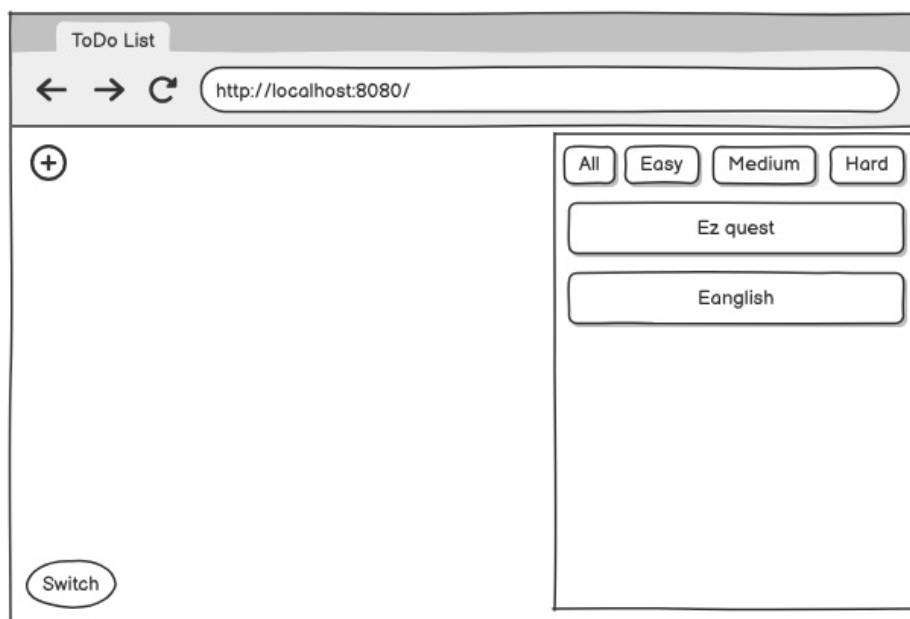 ToDo List
http://localhost:8080/
All Easy Medium Hard
Ez quest
Eanglish
Switch